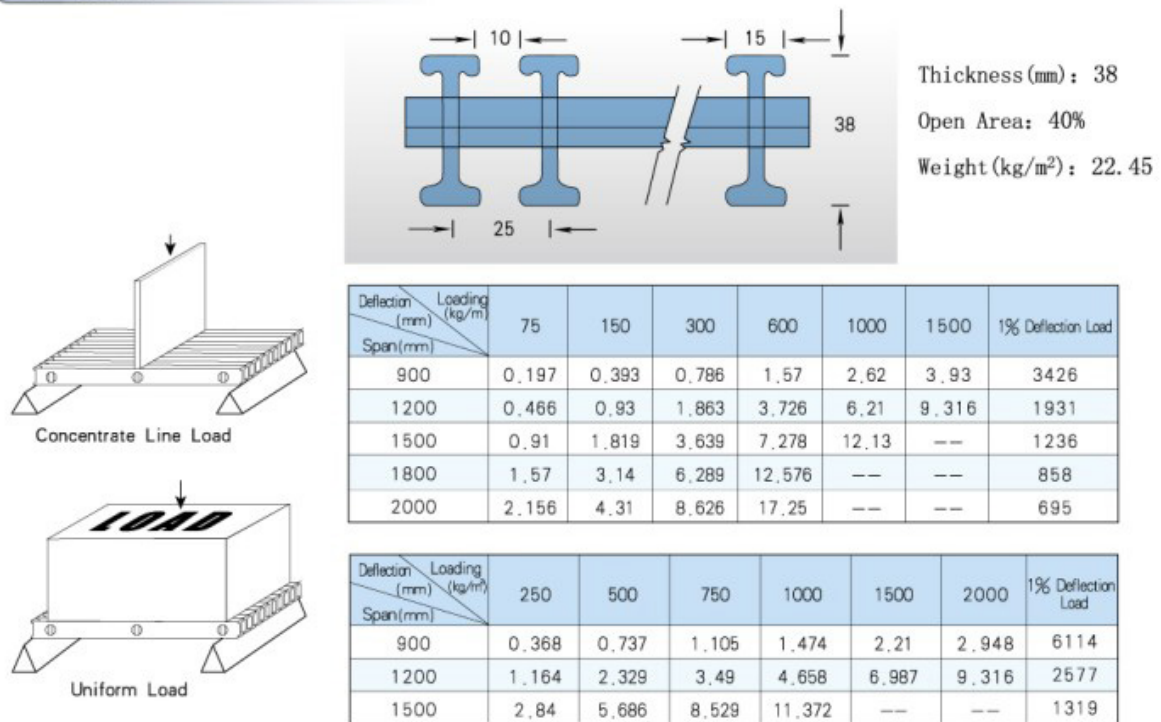 10
15
38
25
Thickness(mm): 38
Open Area: 40%
Weight(kg/m²): 22.45
Concentrate Line Load
LOAD
Uniform Load
Deflection (mm) Loading (kg/m) Span(mm) 75 150 300 600 1000 1500 1% Deflection Load
900 0.197 0.393 0.786 1.57 2.62 3.93 3426
1200 0.466 0.93 1.863 3.726 6.21 9.316 1931
1500 0.91 1.819 3.639 7.278 12.13 -- 1236
1800 1.57 3.14 6.289 12.576 -- -- 858
2000 2.156 4.31 8.626 17.25 -- -- 695
Deflection (mm) Loading (kg/m²) Span(mm) 250 500 750 1000 1500 2000 1% Deflection Load
900 0.368 0.737 1.105 1.474 2.21 2.948 6114
1200 1.164 2.329 3.49 4.658 6.987 9.316 2577
1500 2.84 5.686 8.529 11.372 -- -- 1319